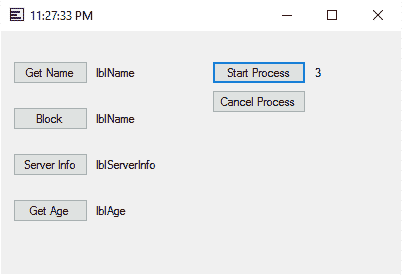 11:27:33 PM
Get Name lblName Start Process 3
Cancel Process
Block lblName
Server Info lblServerInfo
Get Age lblAge